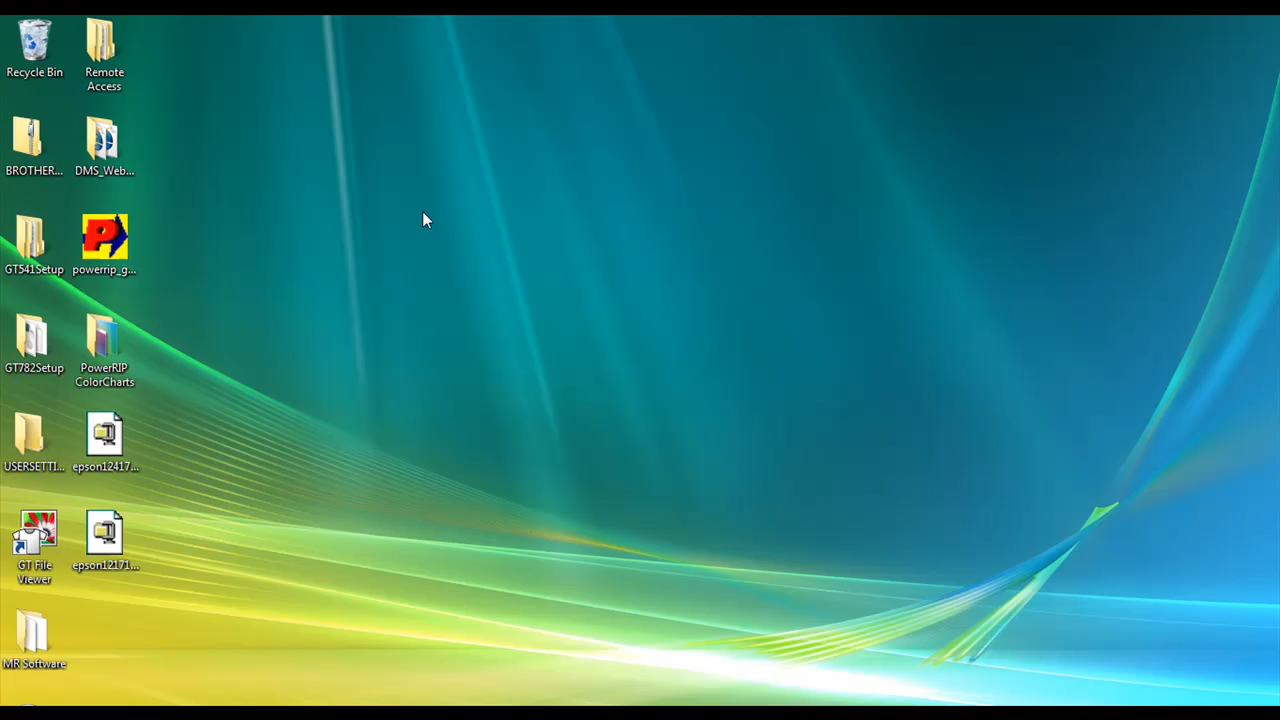 Recycle Bin
Remote
Access
BROTHER...
DMS_Web...
GT541Setup
powerrip_g...
GT782Setup
PowerRIP
ColorCharts
USERSETTI...
epson12417...
GT File
Viewer
epson12171...
MR Software